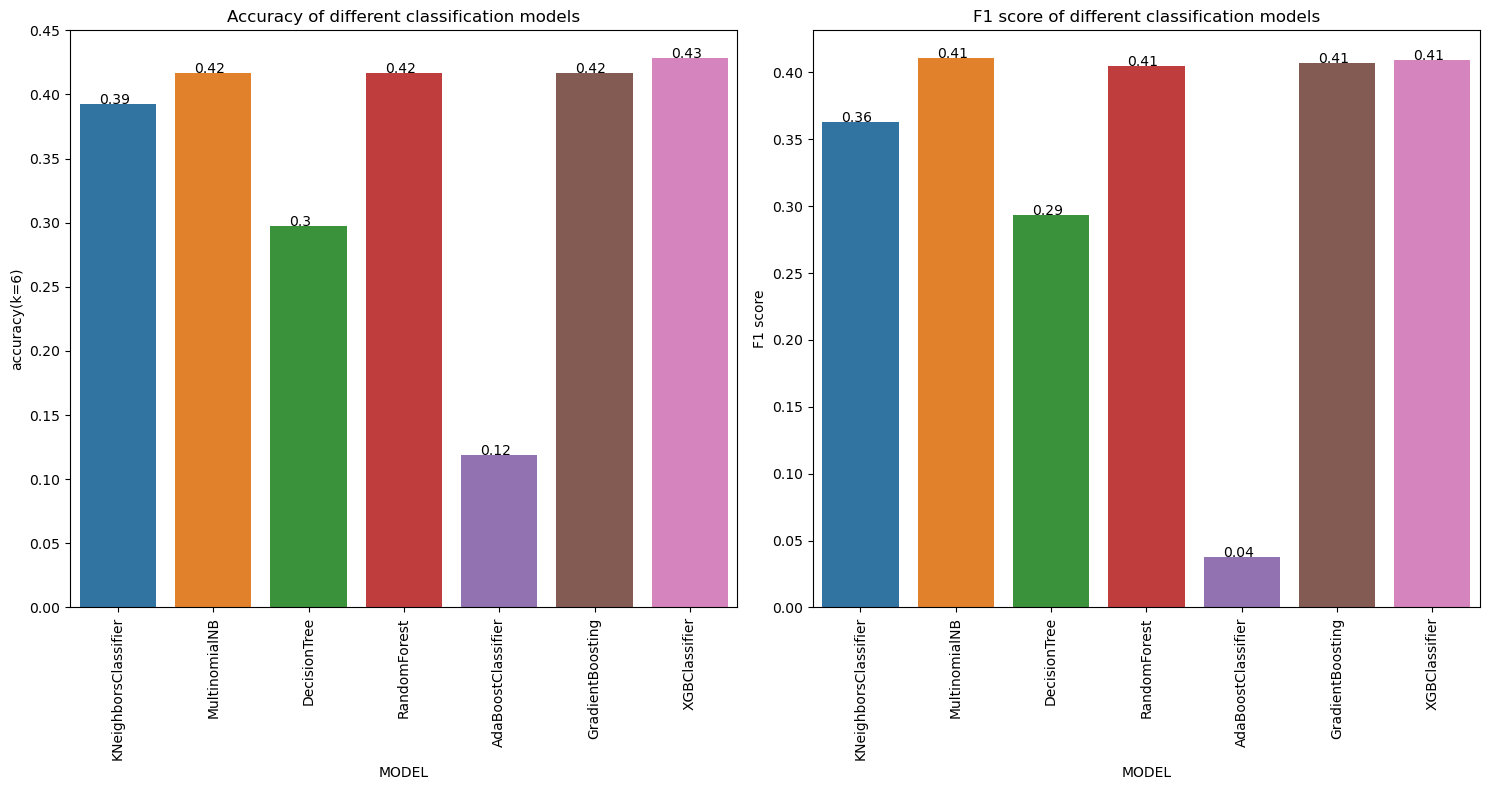 Accuracy of different classification models
accuracy(k=6)
0.45
0.40
0.35
0.30
0.25
0.20
0.15
0.10
0.05
0.00
0.39
0.42
0.3
0.42
0.12
0.42
0.43
KNeighborsClassifier
MultinomialNB
DecisionTree
RandomForest
AdaBoostClassifier
GradientBoosting
XGBClassifier
MODEL
F1 score of different classification models
F1 score
0.40
0.35
0.30
0.25
0.20
0.15
0.10
0.05
0.00
0.36
0.41
0.29
0.41
0.04
0.41
0.41
KNeighborsClassifier
MultinomialNB
DecisionTree
RandomForest
AdaBoostClassifier
GradientBoosting
XGBClassifier
MODEL